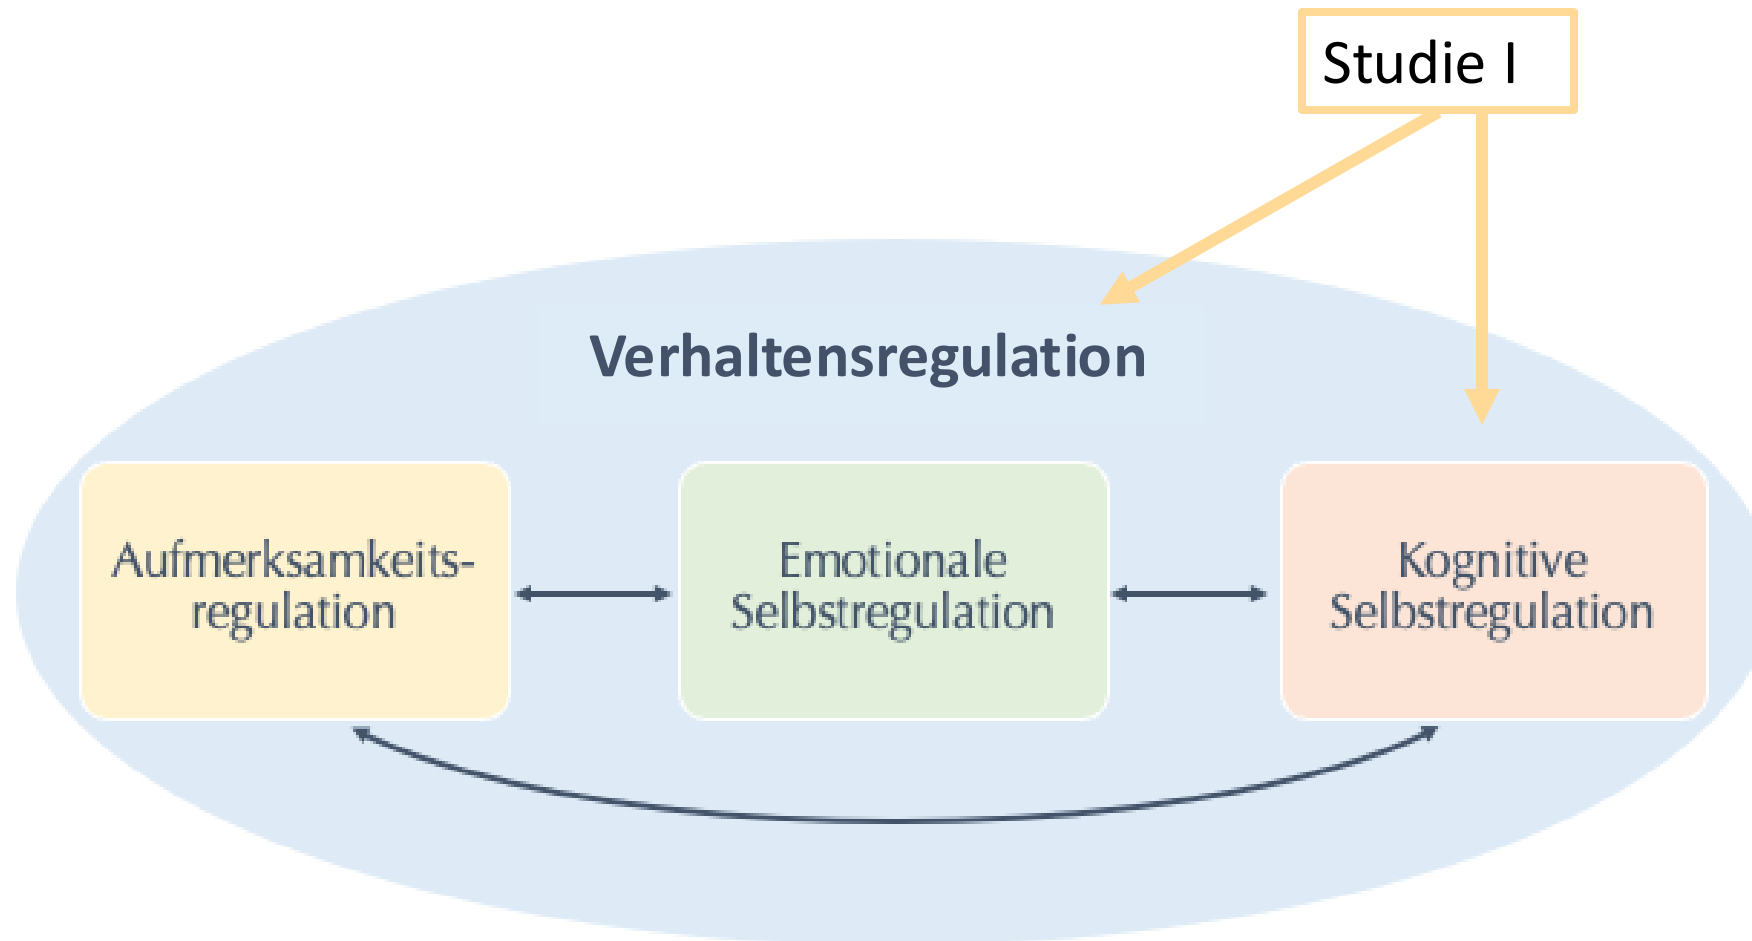 Studie I
Verhaltensregulation
Aufmerksamkeits-
regulation
Emotionale
Selbstregulation
Kognitive
Selbstregulation